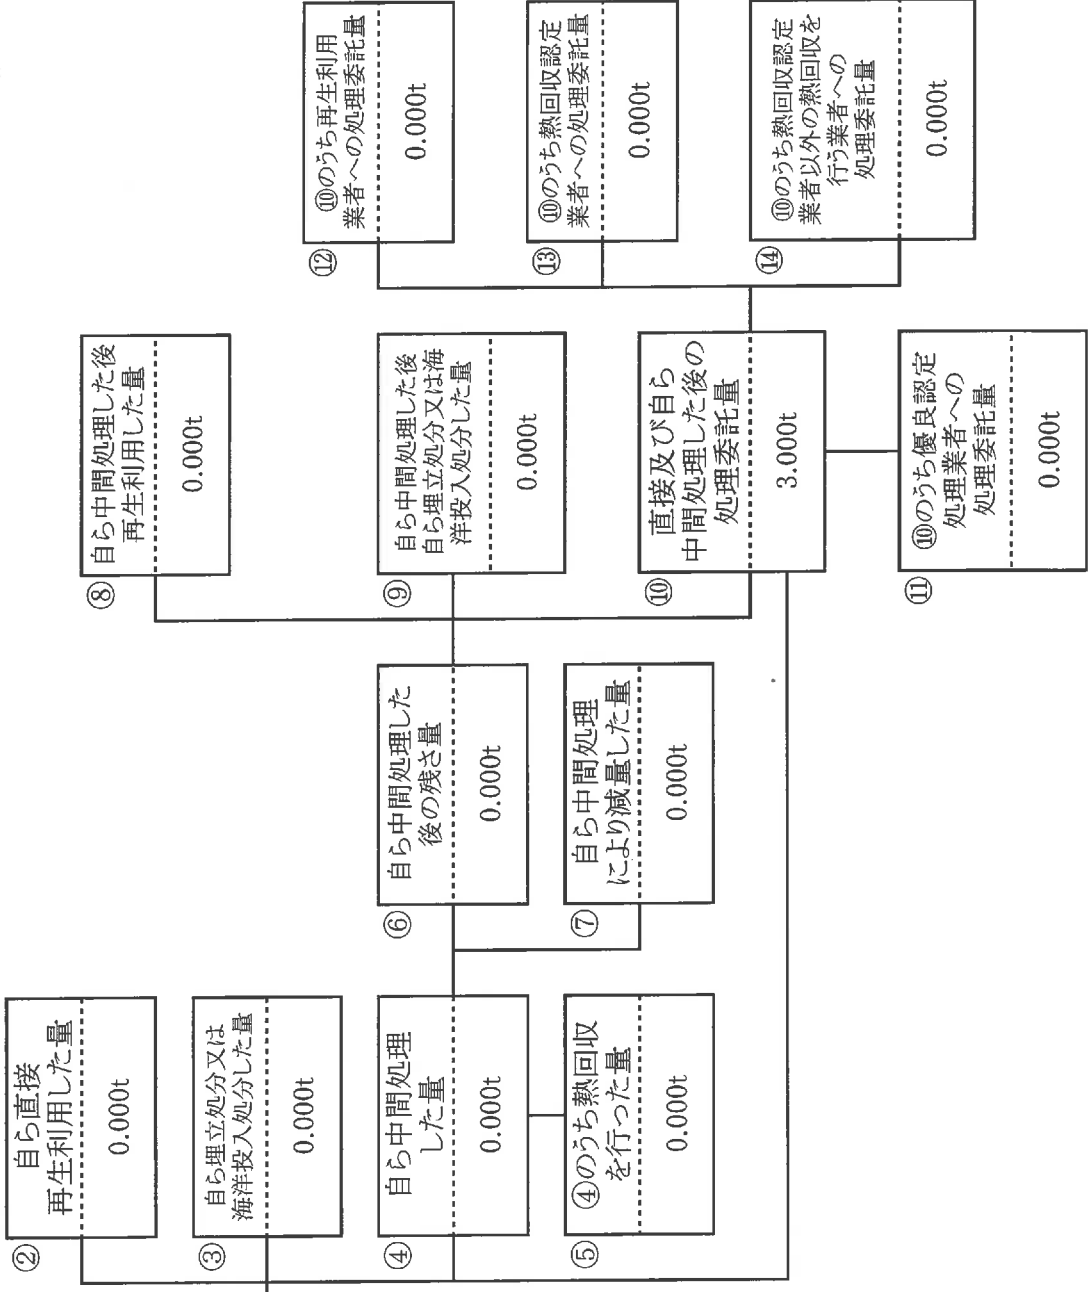 ②
自ら直接
再生利用した量
0.000t
③
自ら埋立処分又は
海洋投入処分した量
0.000t
④
自ら中間処理
した量
0.000t
⑤
④のうち熱回収
を行った量
0.000t
⑥
自ら中間処理した
後の残さ量
0.000t
⑦
自ら中間処理
により減量した量
0.000t
⑧
自ら中間処理した後
再生利用した量
0.000t
⑨
自ら中間処理した後
自ら埋立処分又は海
洋投入処分した量
0.000t
⑩
直接及び自ら
中間処理した後の
処理委託量
3.000t
⑪
⑩のうち優良認定
処理業者への
処理委託量
0.000t
⑫
⑩のうち再生利用
業者への処理委託量
0.000t
⑬
⑩のうち熱回収認定
業者への処理委託量
0.000t
⑭
⑩のうち熱回収認定
業者以外の熱回収を
行う業者への
処理委託量
0.000t